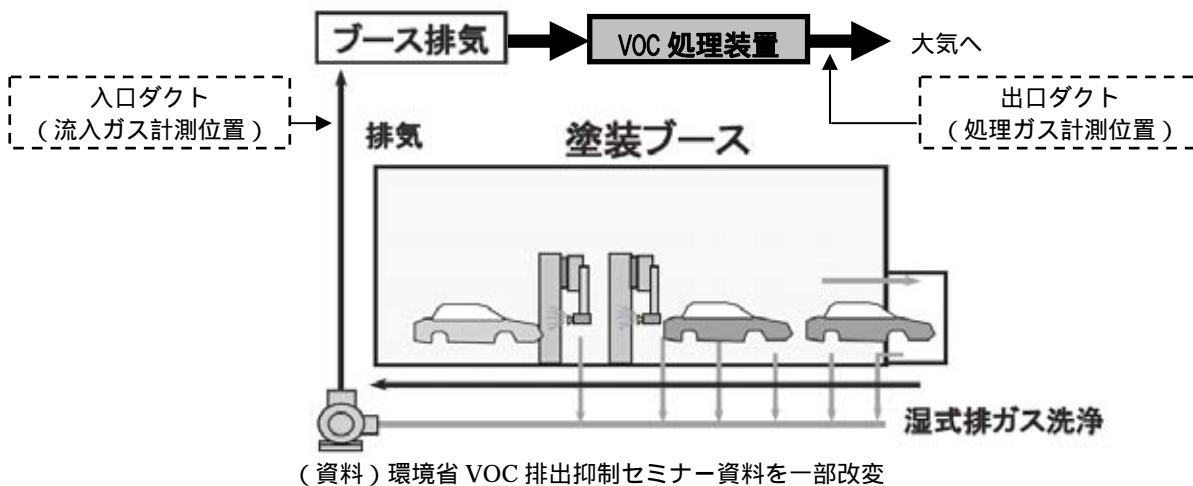 ブース排気
VOC 処理装置
大気へ
入口ダクト
(流入ガス計測位置)
出口ダクト
(処理ガス計測位置)
排気
塗装ブース
湿式排ガス洗浄
(資料)環境省 VOC 排出抑制セミナー資料を一部改変